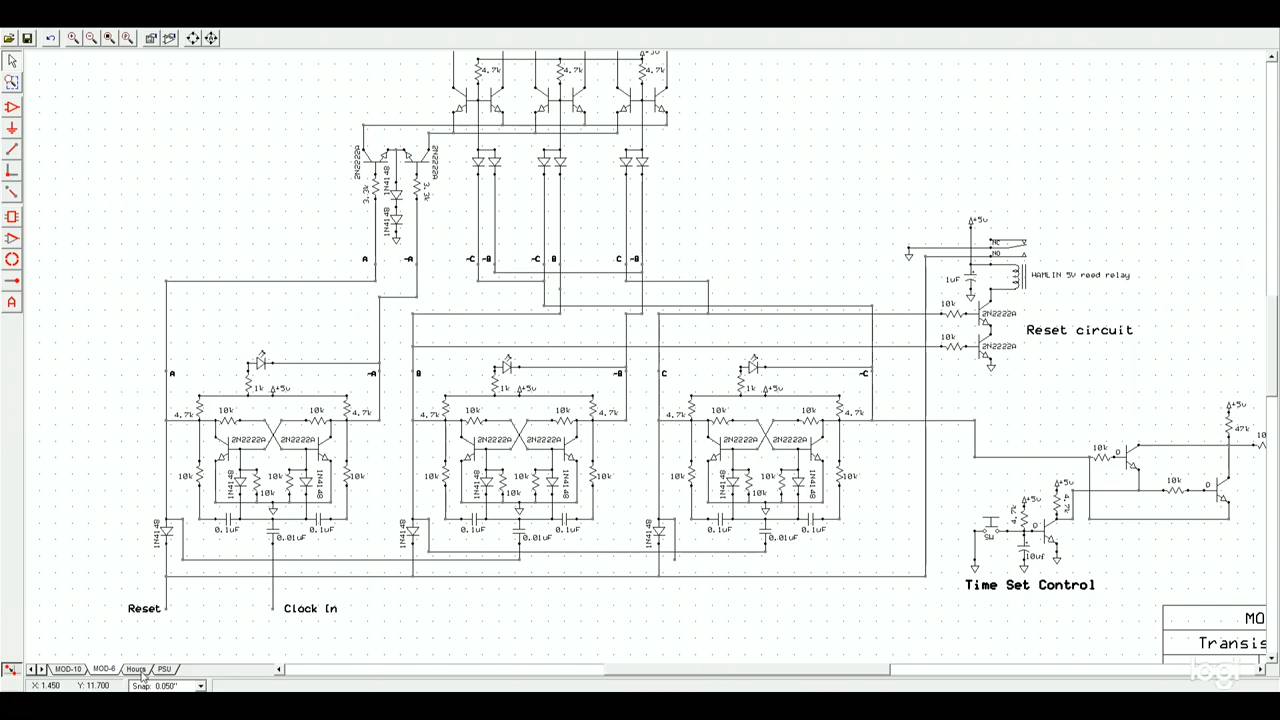 +5v
4.7k 4.7k 4.7k
2N2222A 2N2222A
1N4148
3.3k 3.3k
1N4148
A ~A ~C ~B ~C B C ~B
+5v
NC
NO
1uF
HAMLIN 5V reed relay
10k
2N2222A
10k
2N2222A
Reset circuit
A ~A B ~B C ~C
1k +5v 1k +5v 1k +5v
4.7k 10k 10k 4.7k 4.7k 10k 10k 4.7k 4.7k 10k 10k 4.7k
2N2222A 2N2222A 2N2222A 2N2222A 2N2222A 2N2222A
10k 1N4148 10k 10k 1N4148 10k 10k 1N4148 10k 10k 1N4148 10k 10k 1N4148 10k 10k 1N4148 10k
0.1uF 0.1uF 0.1uF 0.1uF 0.1uF 0.1uF
1N4148 0.01uF 1N4148 0.01uF 1N4148 0.01uF
+5v
47k
10k Q
10k Q
+5v
4.7k
+5v
4.7k
SW
Q
10uf
Time Set Control
Reset Clock In
MO
Transis
logi
MOD-10 MOD-6 Hours PSU
X: 1.450 Y: 11.700 Snap: 0.050"